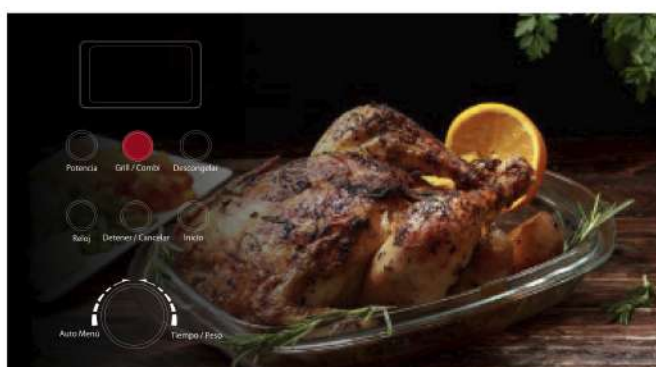 Potencia
Grill / Combi
Descongelar
Reloj
Detener / Cancelar
Inicio
Auto Menú
Tiempo / Peso